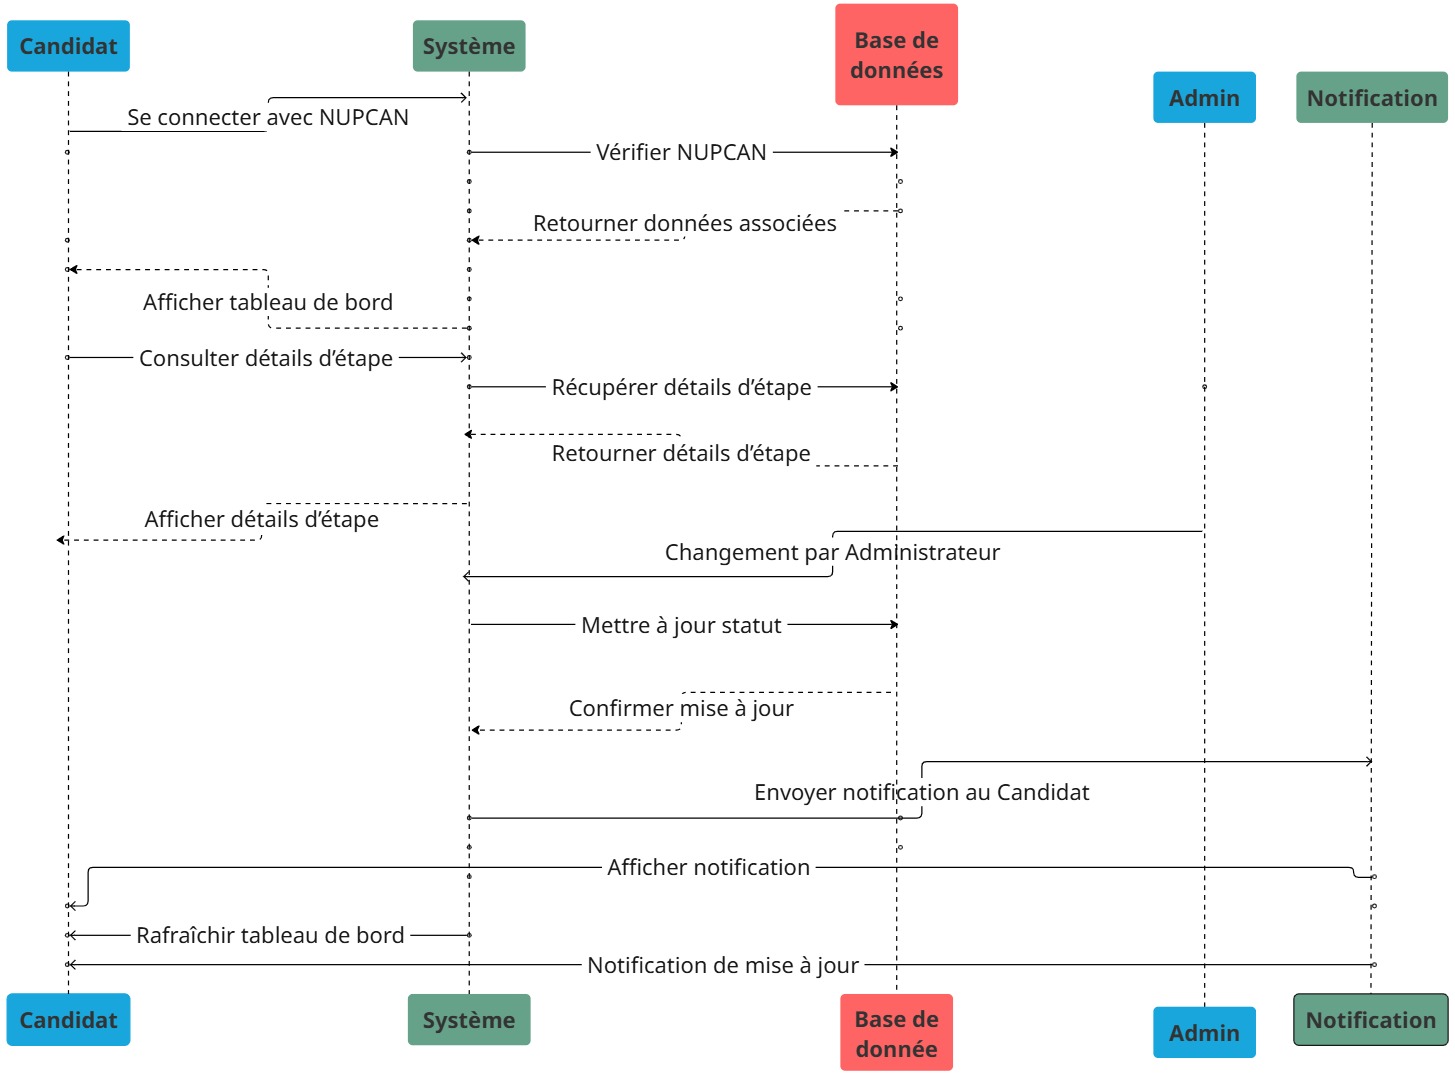 Candidat
Système
Base de
données
Admin
Notification
Se connecter avec NUPCAN
Vérifier NUPCAN
Retourner données associées
Afficher tableau de bord
Consulter détails d’étape
Récupérer détails d’étape
Retourner détails d’étape
Afficher détails d’étape
Changement par Administrateur
Mettre à jour statut
Confirmer mise à jour
Envoyer notification au Candidat
Afficher notification
Rafraîchir tableau de bord
Notification de mise à jour
Candidat
Système
Base de
donnée
Admin
Notification